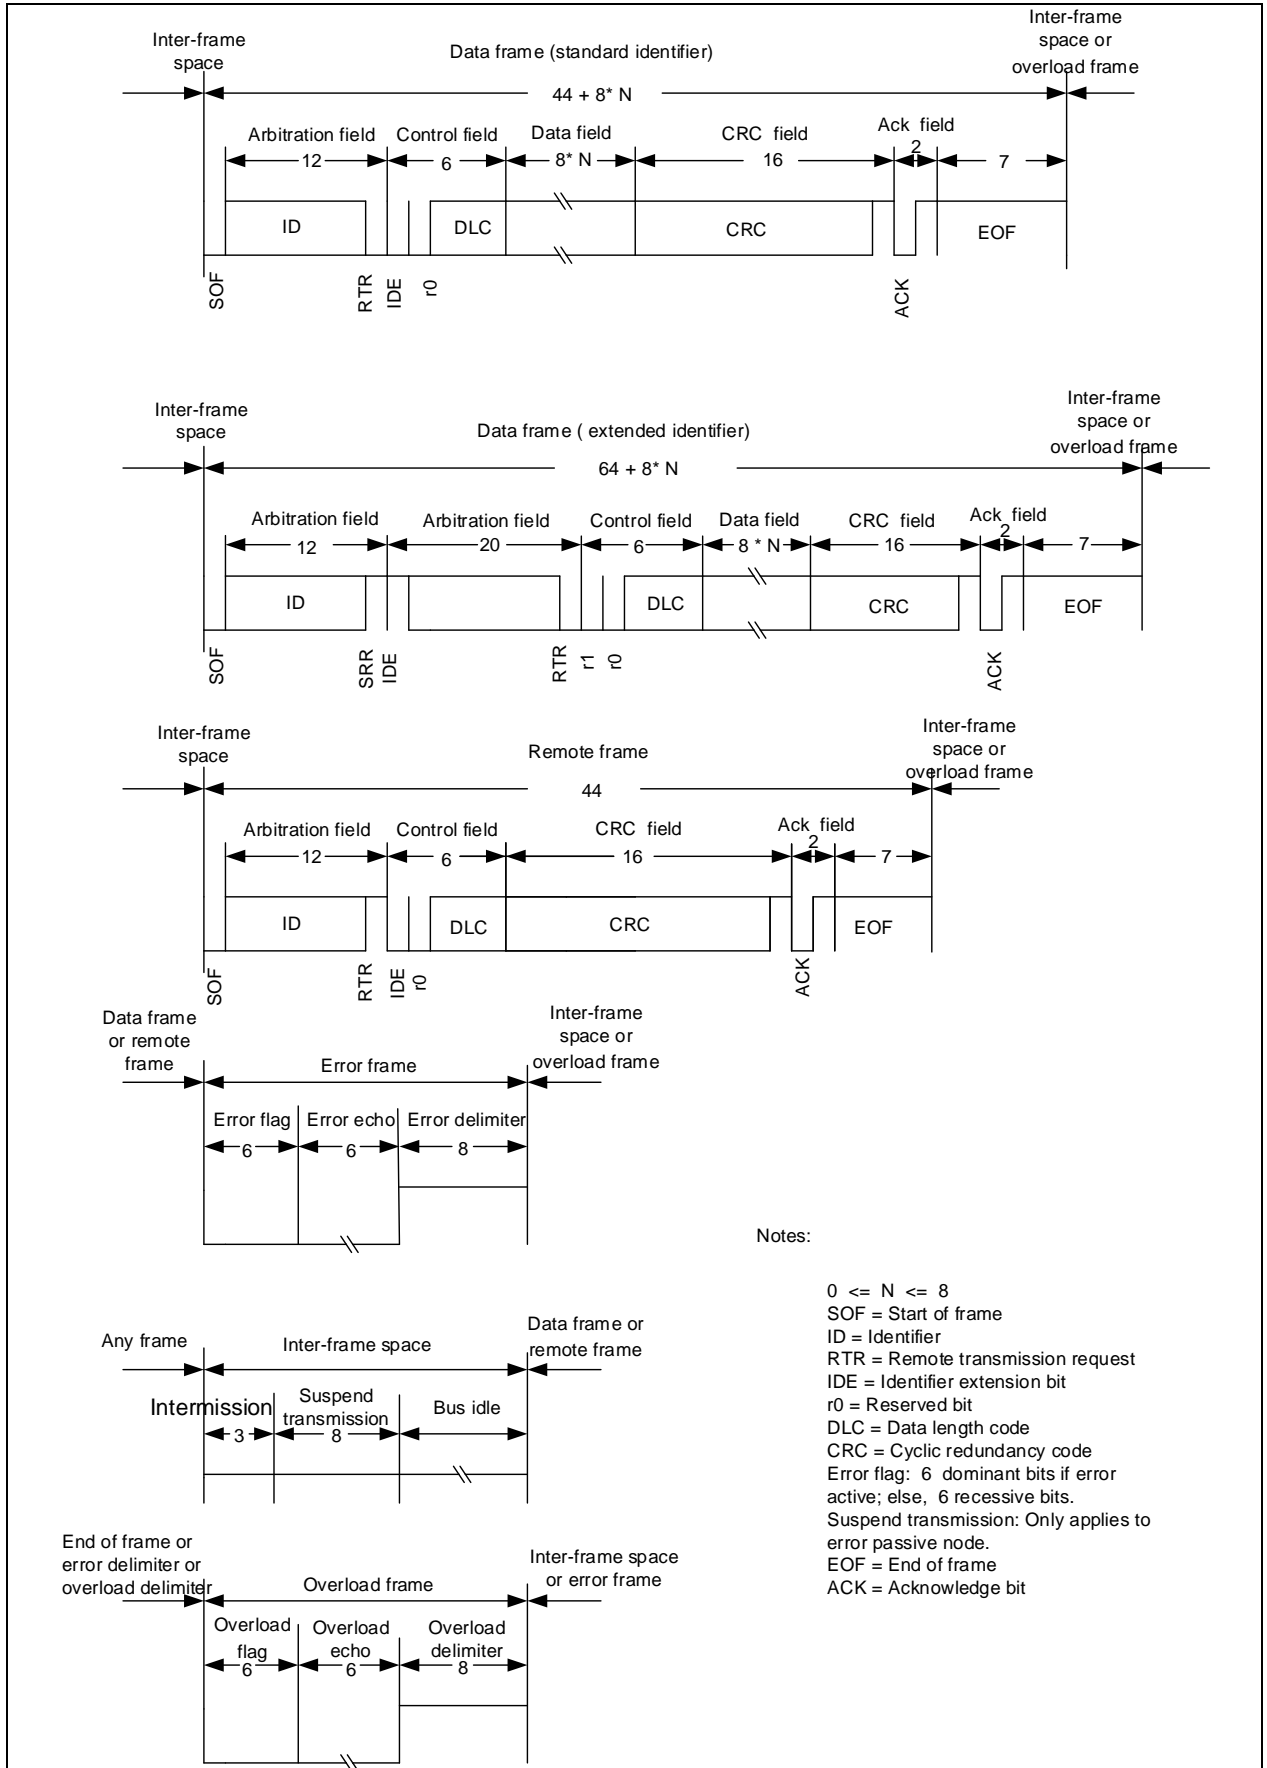 Inter-frame
space
Data frame (standard identifier)
Inter-frame
space or
overload frame
44 + 8* N
Arbitration field
Control field
Data field
CRC field
Ack field
12
6
8* N
16
2
7
ID
DLC
CRC
EOF
SOF
RTR
IDE
r0
ACK
Inter-frame
space
Data frame ( extended identifier)
Inter-frame
space or
overload frame
64 + 8* N
Arbitration field
Arbitration field
Control field
Data field
CRC field
Ack field
12
20
6
8 * N
16
2
7
ID
DLC
CRC
EOF
SOF
SRR
IDE
RTR
r1
r0
ACK
Inter-frame
space
Remote frame
Inter-frame
space or
overload frame
44
Arbitration field
Control field
CRC field
Ack field
12
6
16
2
7
ID
DLC
CRC
EOF
SOF
RTR
IDE
r0
ACK
Data frame
or remote
frame
Error frame
Inter-frame
space or
overload frame
Error flag
Error echo
Error delimiter
6
6
8
Any frame
Inter-frame space
Data frame or
remote frame
Intermission
Suspend
transmission
Bus idle
3
8
End of frame or
error delimiter or
overload delimiter
Overload frame
Inter-frame space
or error frame
Overload
flag
Overload
echo
Overload
delimiter
6
6
8
Notes:
0 <= N <= 8
SOF = Start of frame
ID = Identifier
RTR = Remote transmission request
IDE = Identifier extension bit
r0 = Reserved bit
DLC = Data length code
CRC = Cyclic redundancy code
Error flag: 6 dominant bits if error
active; else, 6 recessive bits.
Suspend transmission: Only applies to
error passive node.
EOF = End of frame
ACK = Acknowledge bit